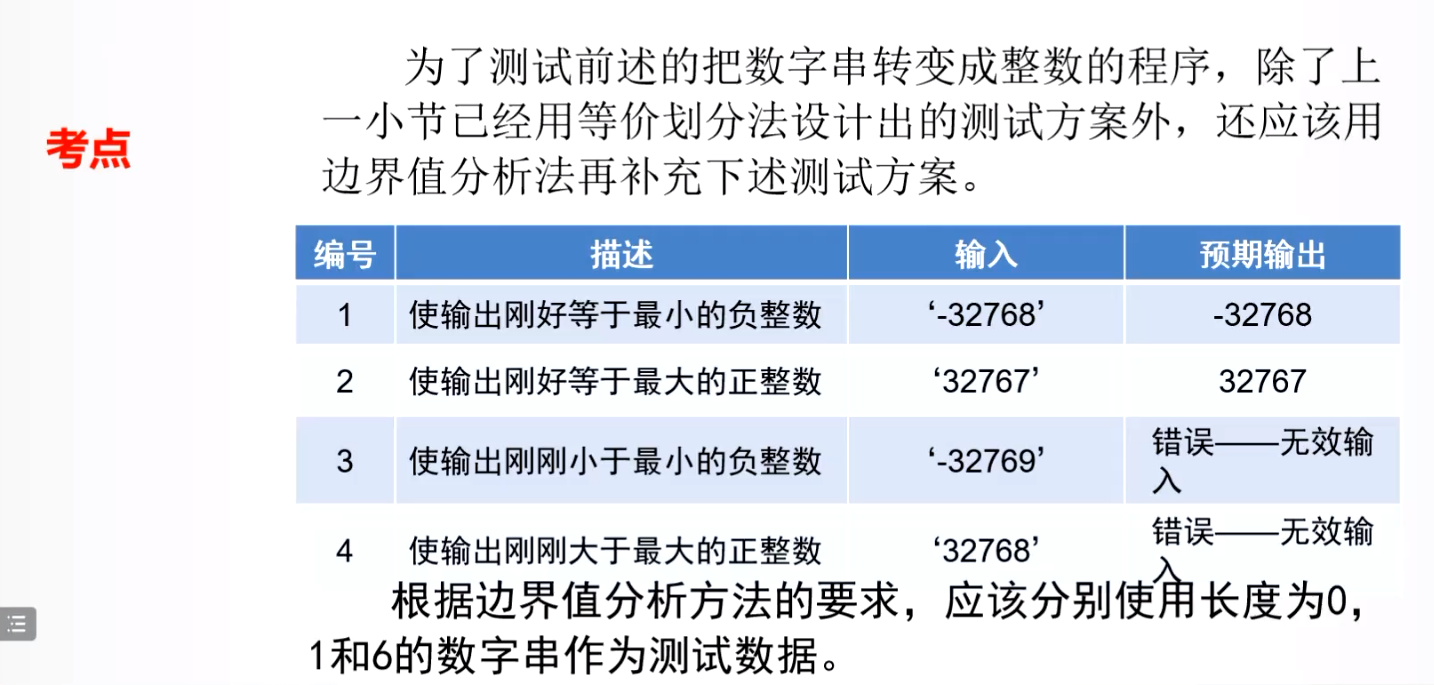 为了测试前述的把数字串转变成整数的程序，除了上
一小节已经用等价划分法设计出的测试方案外，还应该用
边界值分析法再补充下述测试方案。
考点
编号 描述 输入 预期输出
1 使输出刚好等于最小的负整数 ‘-32768’ -32768
2 使输出刚好等于最大的正整数 ‘32767’ 32767
3 使输出刚刚小于最小的负整数 ‘-32769’ 错误——无效输
入
4 使输出刚刚大于最大的正整数 ‘32768’ 错误——无效输
入
根据边界值分析方法的要求，应该分别使用长度为0，
1和6的数字串作为测试数据。